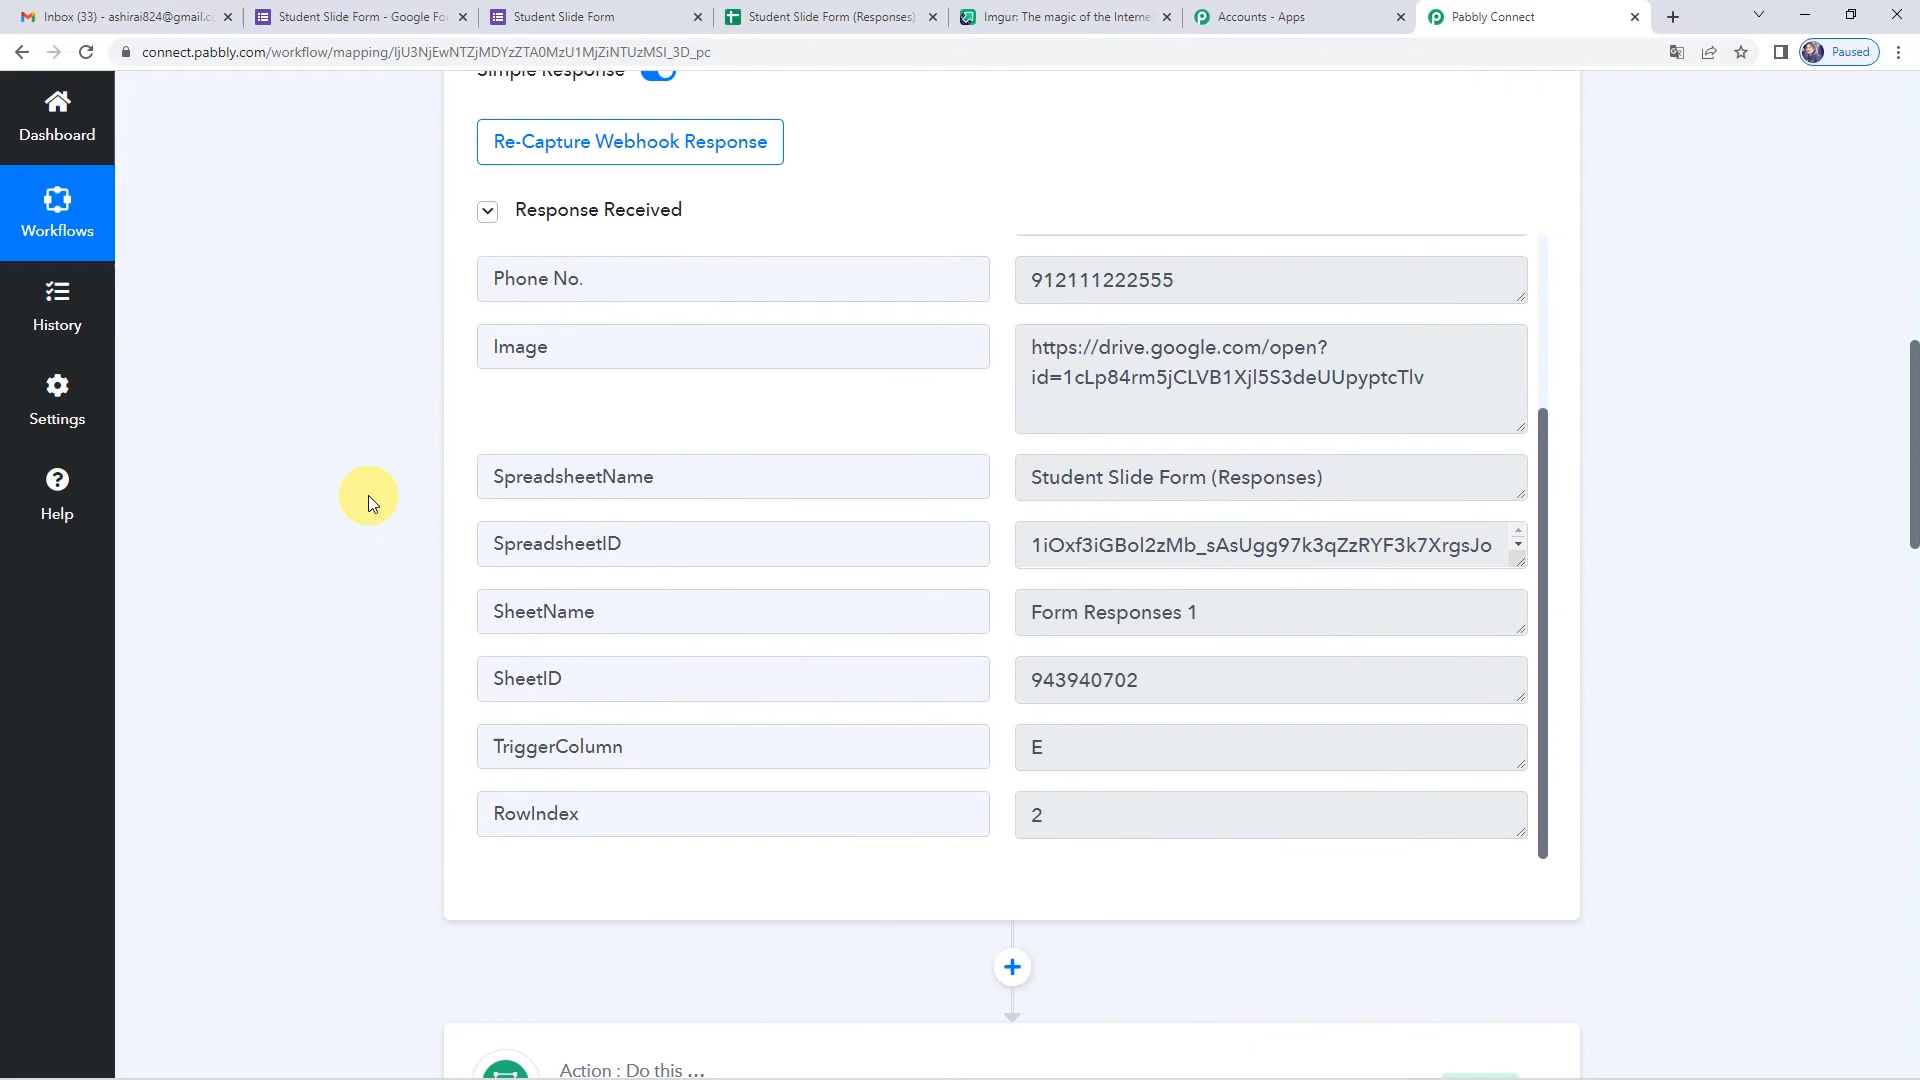 Inbox (33) - ashirai824@gmail.c
Student Slide Form - Google Fo
Student Slide Form
Student Slide Form (Responses)
Imgur: The magic of the Interne
Accounts - Apps
Pabbly Connect
connect.pabbly.com/workflow/mapping/IjU3NjEwNTZjMDYzZTA0MzU1MjZiNTUzMSI_3D_pc
Paused
Dashboard
Workflows
History
Settings
Help
Simple Response
Re-Capture Webhook Response
Response Received
Phone No.
912111222555
Image
https://drive.google.com/open?
id=1cLp84rm5jCLVB1Xjl5S3deUUpyptcTlv
SpreadsheetName
Student Slide Form (Responses)
SpreadsheetID
1iOxf3iGBol2zMb_sAsUgg97k3qZzRYF3k7XrgsJo
SheetName
Form Responses 1
SheetID
943940702
TriggerColumn
E
RowIndex
2
Action : Do this ...